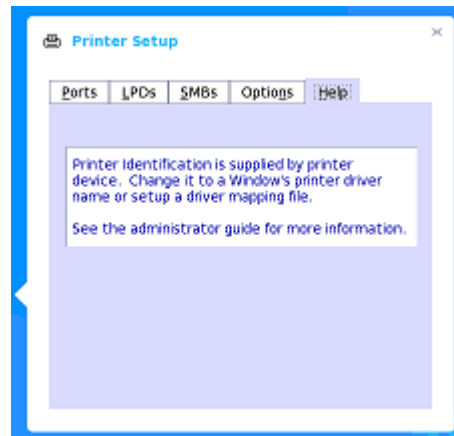 Printer Setup
Ports LPDs SMBs Options Help
Printer Identification is supplied by printer
device. Change it to a Window's printer driver
name or setup a driver mapping file.
See the administrator guide for more information.